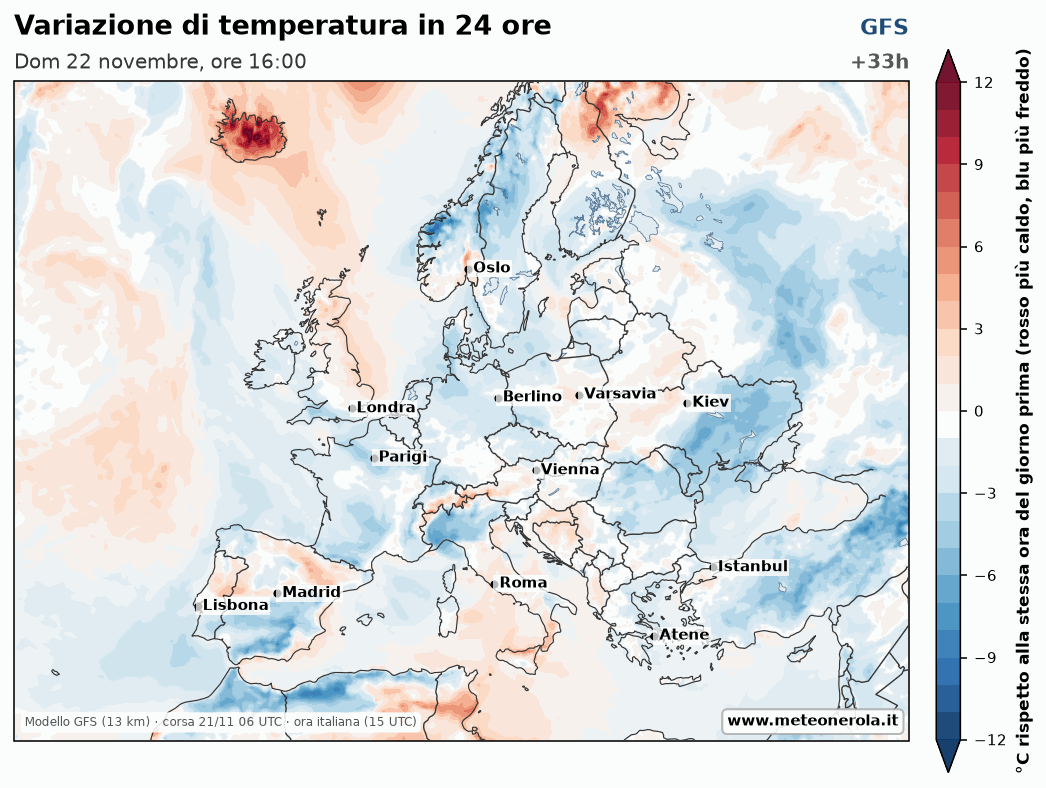 Variazione di temperatura in 24 ore
GFS
Dom 22 novembre, ore 16:00
+33h
Oslo
Londra
Berlino
Varsavia
Kiev
Parigi
Vienna
Istanbul
Roma
Madrid
Lisbona
Atene
Modello GFS (13 km) · corsa 21/11 06 UTC · ora italiana (15 UTC)
www.meteonerola.it
12
9
6
3
0
−3
−6
−9
−12
°C rispetto alla stessa ora del giorno prima (rosso più caldo, blu più freddo)